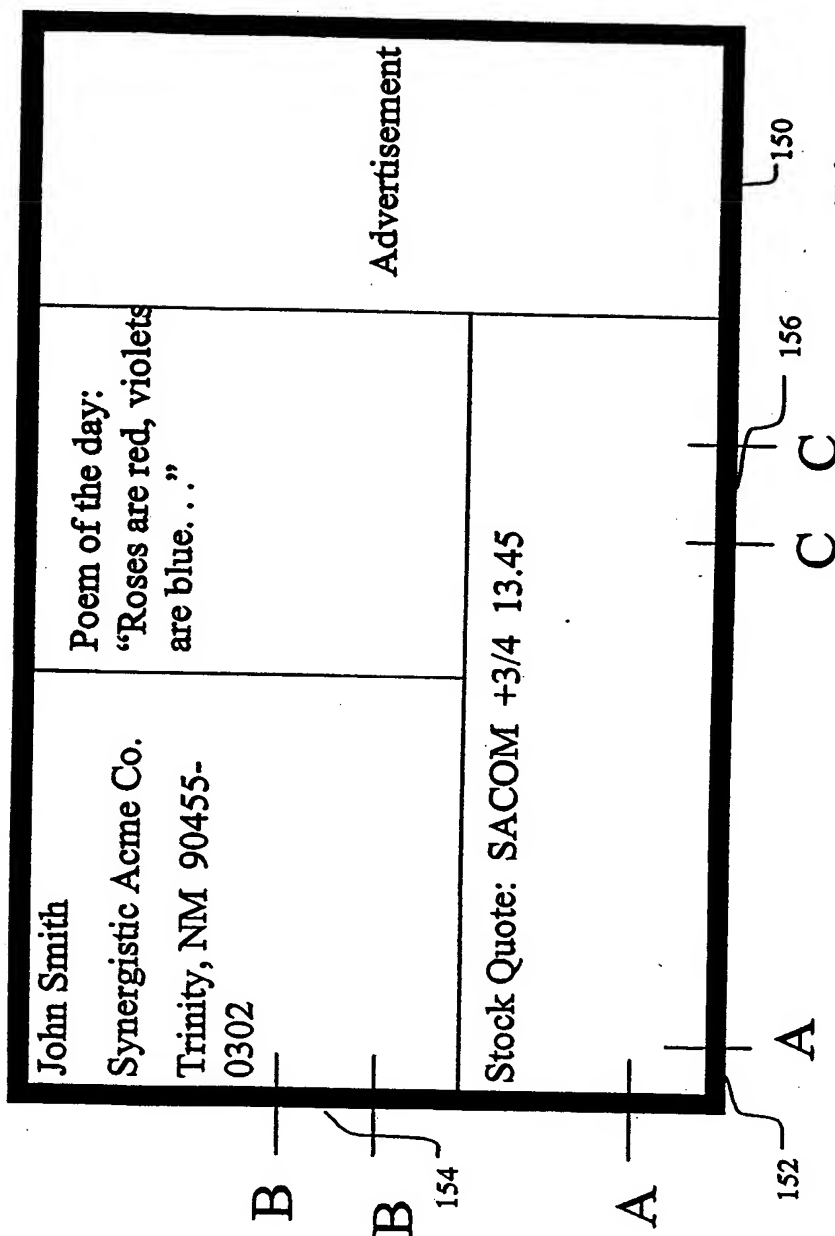 John Smith
Synergistic Acme Co.
Trinity, NM 90455-
0302
Poem of the day:
“Roses are red, violets
are blue. . .”
Advertisement
Stock Quote: SACOM +3/4 13.45
B
B
154
A
152
A
C
C
156
150